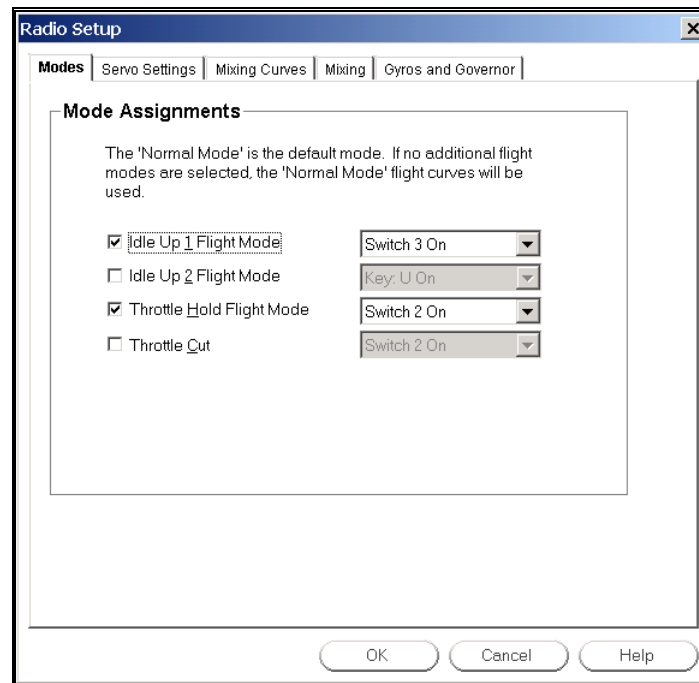 Radio Setup
Modes Servo Settings Mixing Curves Mixing Gyros and Governor
Mode Assignments
The 'Normal Mode' is the default mode. If no additional flight
modes are selected, the 'Normal Mode' flight curves will be
used.
Idle Up 1 Flight Mode Switch 3 On
Idle Up 2 Flight Mode Key: U On
Throttle Hold Flight Mode Switch 2 On
Throttle Cut Switch 2 On
OK Cancel Help